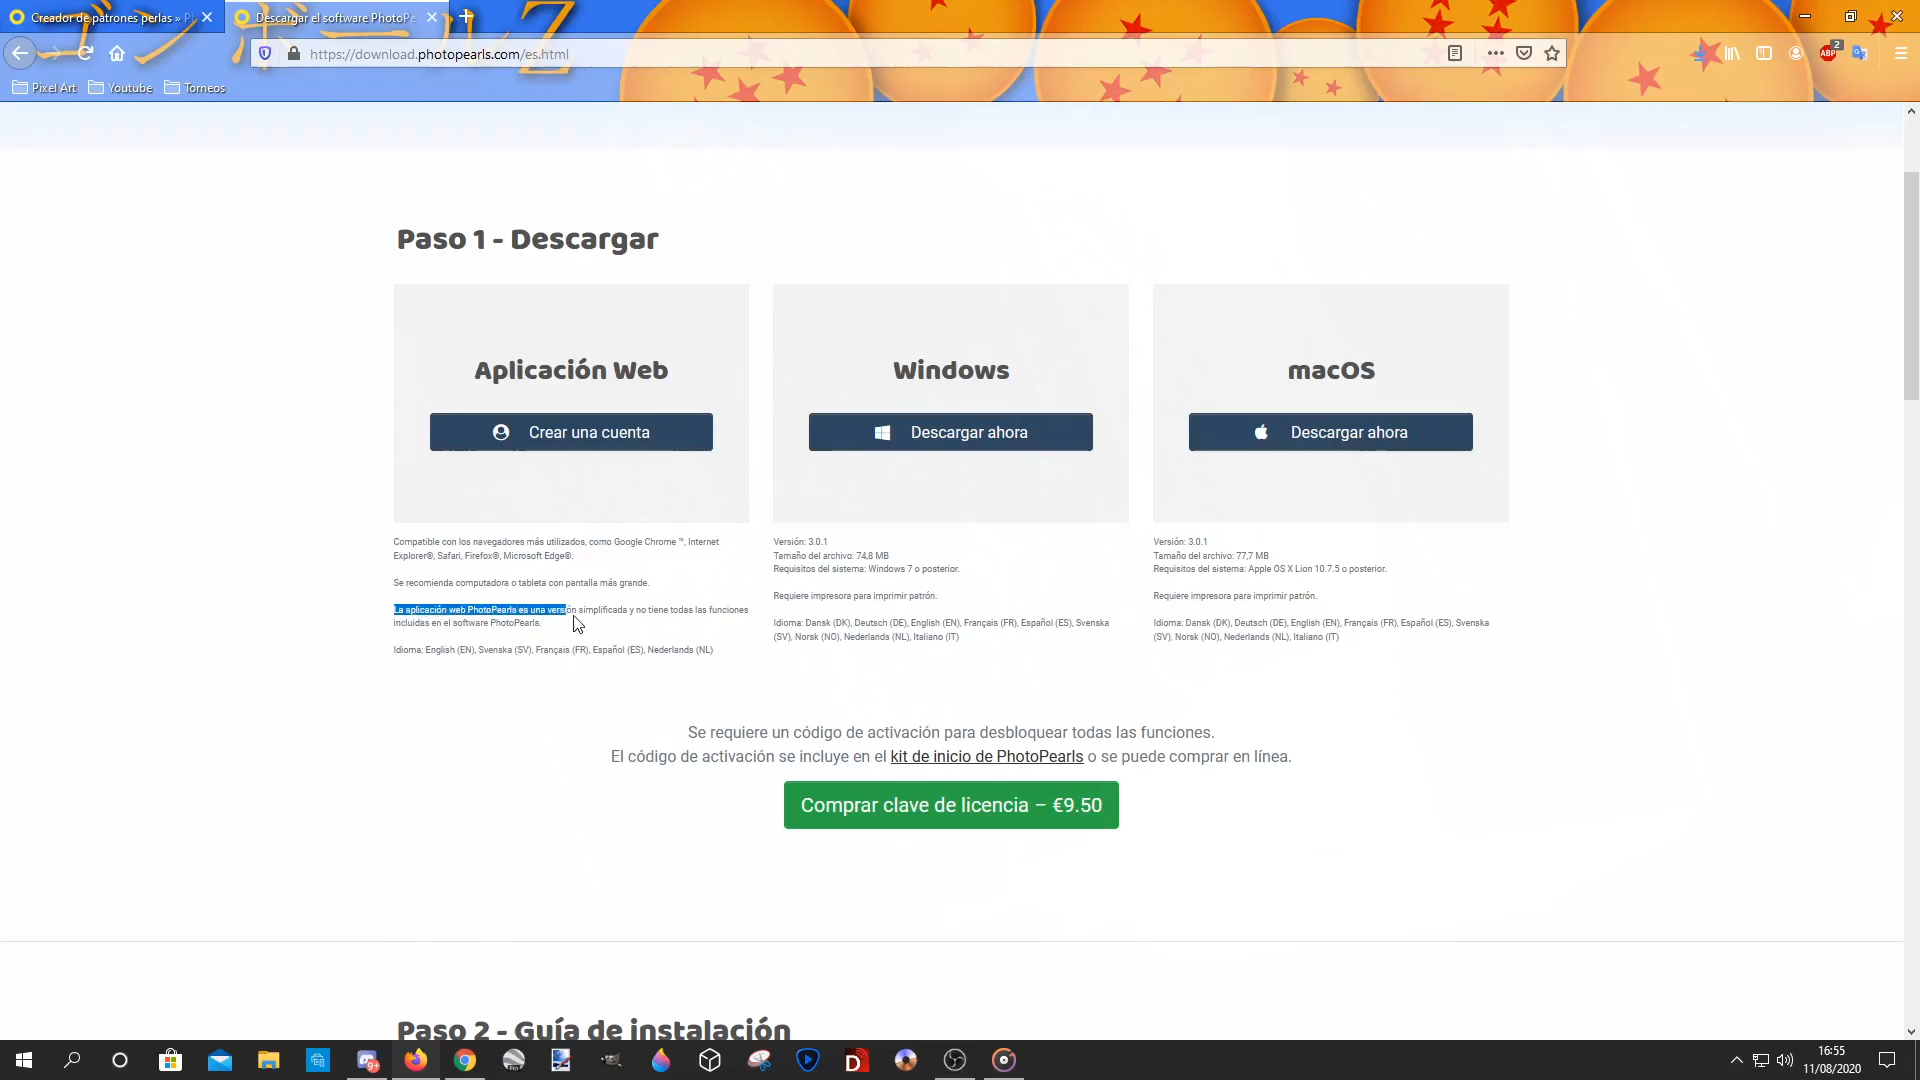 Creador de patrones perlas »
Descargar el software PhotoPe
https://download.photopearls.com/es.html
ABP 2
Pixel Art
Youtube
Torneos
Paso 1 - Descargar
Aplicación Web
Crear una cuenta
Compatible con los navegadores más utilizados, como Google Chrome ™, Internet
Explorer®, Safari, Firefox®, Microsoft Edge®.
Se recomienda computadora o tableta con pantalla más grande.
La aplicación web PhotoPearls es una versión simplificada y no tiene todas las funciones
incluidas en el software PhotoPearls.
Idioma: English (EN), Svenska (SV), Français (FR), Español (ES), Nederlands (NL)
Windows
Descargar ahora
Versión: 3.0.1
Tamaño del archivo: 74,8 MB
Requisitos del sistema: Windows 7 o posterior.
Requiere impresora para imprimir patrón.
Idioma: Dansk (DK), Deutsch (DE), English (EN), Français (FR), Español (ES), Svenska
(SV), Norsk (NO), Nederlands (NL), Italiano (IT)
macOS
Descargar ahora
Versión: 3.0.1
Tamaño del archivo: 77,7 MB
Requisitos del sistema: Apple OS X Lion 10.7.5 o posterior.
Requiere impresora para imprimir patrón.
Idioma: Dansk (DK), Deutsch (DE), English (EN), Français (FR), Español (ES), Svenska
(SV), Norsk (NO), Nederlands (NL), Italiano (IT)
Se requiere un código de activación para desbloquear todas las funciones.
El código de activación se incluye en el kit de inicio de PhotoPearls o se puede comprar en línea.
Comprar clave de licencia – €9.50
Paso 2 - Guía de instalación
9+
16:55
11/08/2020